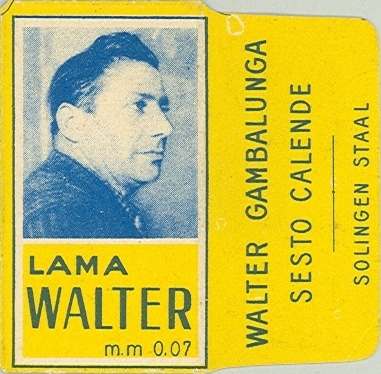 LAMA
WALTER
m.m 0.07
WALTER GAMBALUNGA
SESTO CALENDE
SOLINGEN STAAL